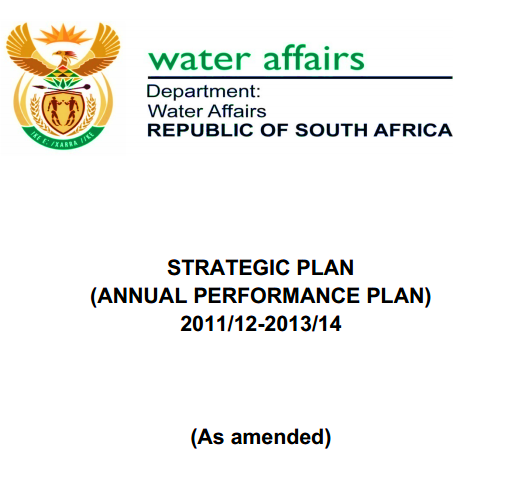 water affairs
Department:
Water Affairs
REPUBLIC OF SOUTH AFRICA
STRATEGIC PLAN
(ANNUAL PERFORMANCE PLAN)
2011/12-2013/14
(As amended)